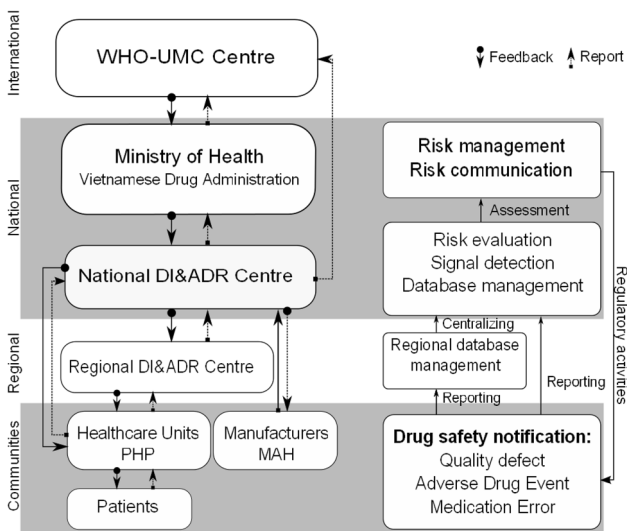 International
WHO-UMC Centre
Feedback
Report
National
Ministry of Health
Vietnamese Drug Administration
National DI&ADR Centre
Risk management
Risk communication
Assessment
Risk evaluation
Signal detection
Database management
Regulatory activities
Regional
Regional DI&ADR Centre
Centralizing
Regional database
management
Reporting
Reporting
Communities
Healthcare Units
PHP
Manufacturers
MAH
Patients
Drug safety notification:
Quality defect
Adverse Drug Event
Medication Error